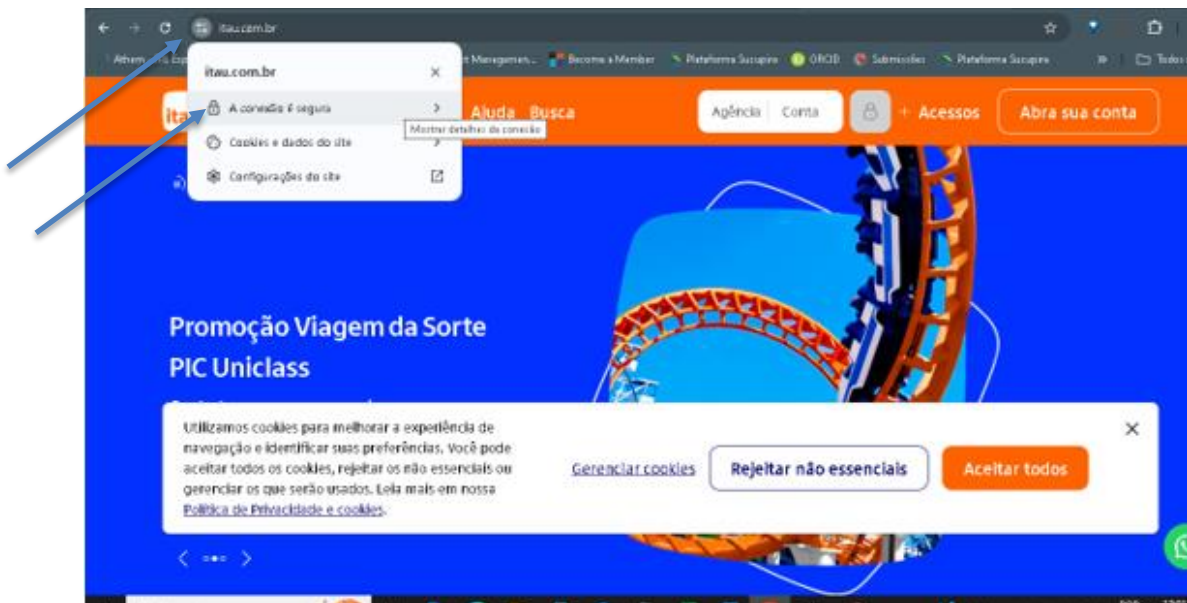 itau.com.br
Become a Member
Plataforma Sucupira
ORCID
Submissões
Plataforma Sucupira
Todos
itau.com.br
A conexão é segura
Mostrar detalhes da conexão
Cookies e dados do site
Configurações do site
Ajuda Busca
Agência Conta
+ Acessos
Abra sua conta
Promoção Viagem da Sorte
PIC Uniclass
Utilizamos cookies para melhorar a experiência de
navegação e identificar suas preferências. Você pode
aceitar todos os cookies, rejeitar os não essenciais ou
gerenciar os que serão usados. Leia mais em nossa
Política de Privacidade e cookies.
Gerenciar cookies
Rejeitar não essenciais
Aceitar todos